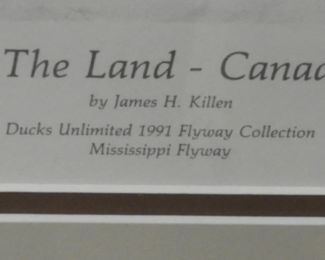 The Land - Canad
by James H. Killen
Ducks Unlimited 1991 Flyway Collection
Mississippi Flyway